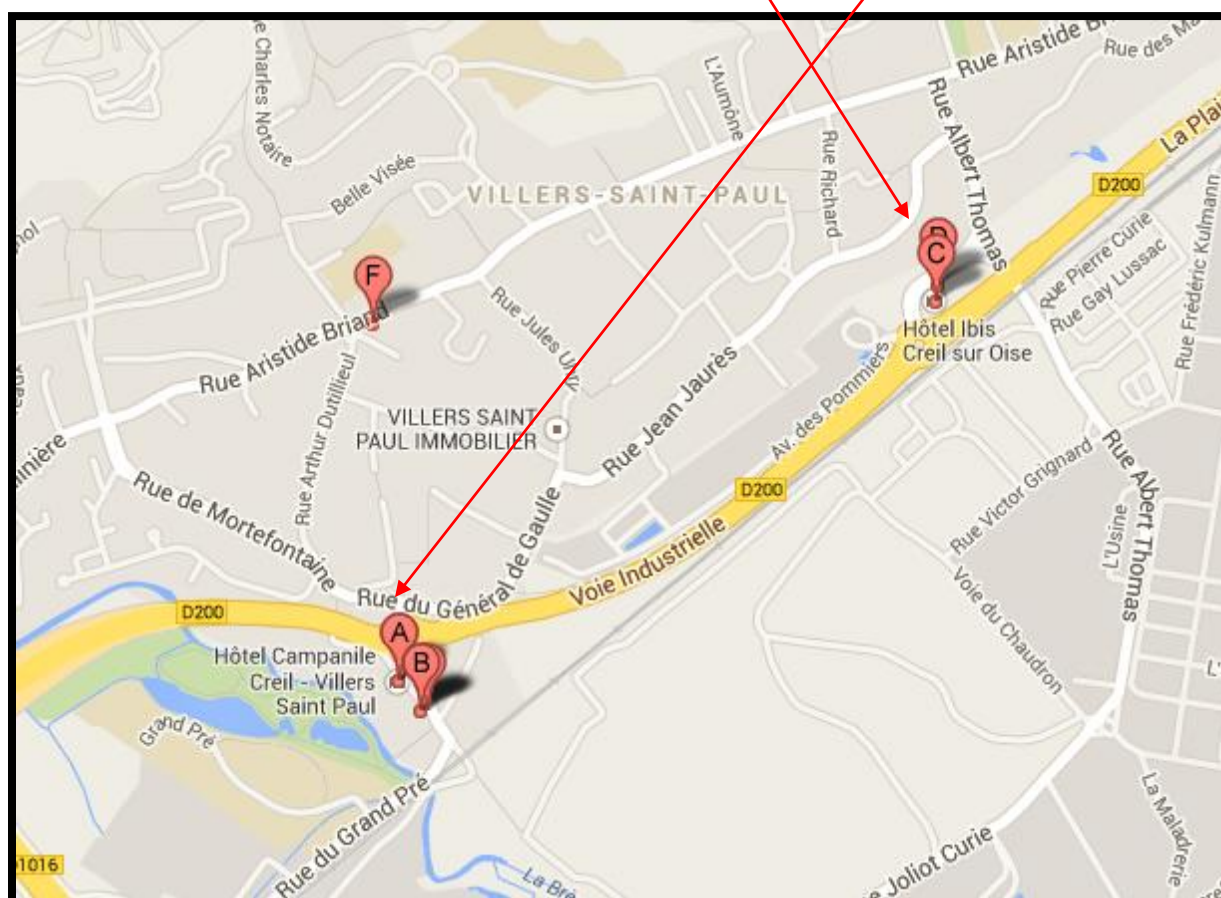 e Charles Notaire
L'Aumône
Rue Aristide B
Rue des Ma
Rue Albert Thomas
La Plai
Belle Visée
Rue Richard
VILLERS-SAINT-PAUL
D200
nol
F
D
C
Rue Pierre Curie
Rue Gay Lussac
Rue Frédéric Kulmann
Rue Aristide Briand
Rue Jules Uhry
Hôtel Ibis
Creil sur Oise
Rue Arthur Dutillieul
VILLERS SAINT
PAUL IMMOBILIER
Rue Jean Jaurès
Av. des Pommiers
inière
Rue de Mortefontaine
D200
Rue Victor Grignard
Rue Albert Thomas
L'Usine
Rue du Général de Gaulle
Voie Industrielle
Voie du Chaudron
D200
A
Hôtel Campanile
Creil - Villers
Saint Paul
B
L'
Grand Pré
Rue du Grand Pré
La Maladrerie
1016
La Brè
e Joliot Curie